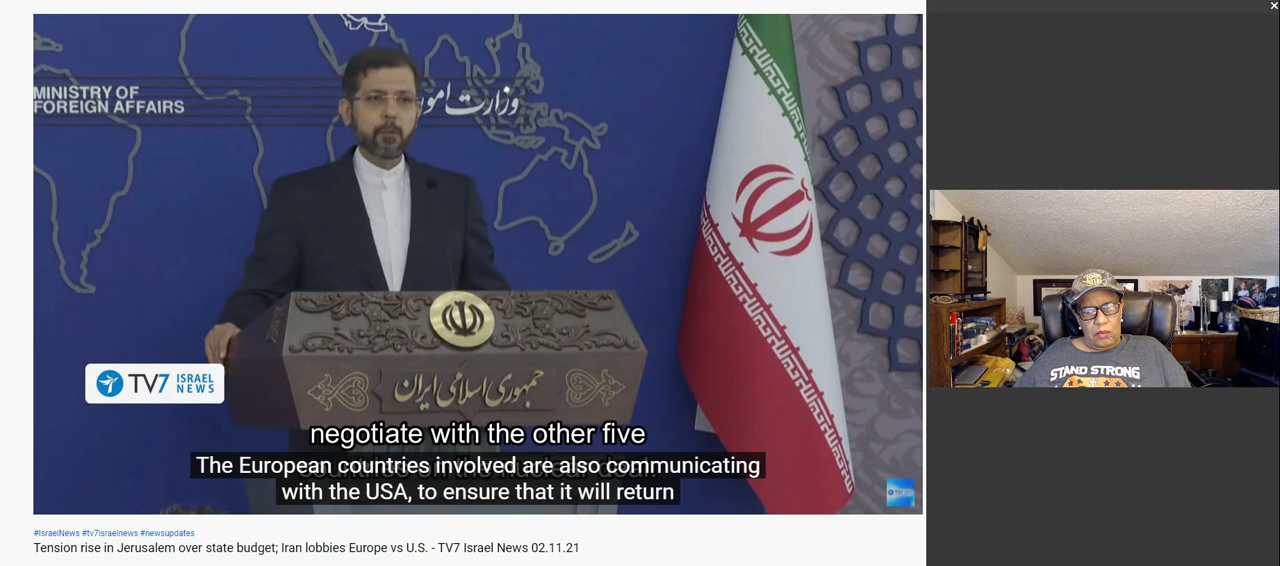 MINISTRY OF
FOREIGN AFFAIRS
وزارت امور
جمهوری اسلامی ایران
TV7 ISRAEL
NEWS
negotiate with the other five
The European countries involved are also communicating
with the USA, to ensure that it will return
#IsraelNews #tv7israelnews #newsupdates
Tension rise in Jerusalem over state budget; Iran lobbies Europe vs U.S. - TV7 Israel News 02.11.21
STAND STRONG